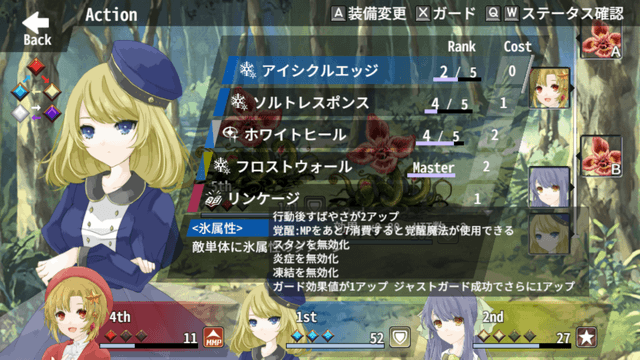 Back
Action
A 装備変更 X ガード Q W ステータス確認
Rank Cost
アイシクルエッジ 2 / 5 0
ソルトレスポンス 4 / 5 1
ホワイトヒール 4 / 5 2
フロストウォール Master 2
リンケージ 1
A
B
<氷属性>
敵単体に氷属性
行動後すばやさが2アップ
覚醒:MPをあと7消費すると覚醒魔法が使用できる
スタンを無効化
炎症を無効化
凍結を無効化
ガード効果値が1アップ ジャストガード成功でさらに1アップ
4th
11
MMP
1st
52
2nd
27